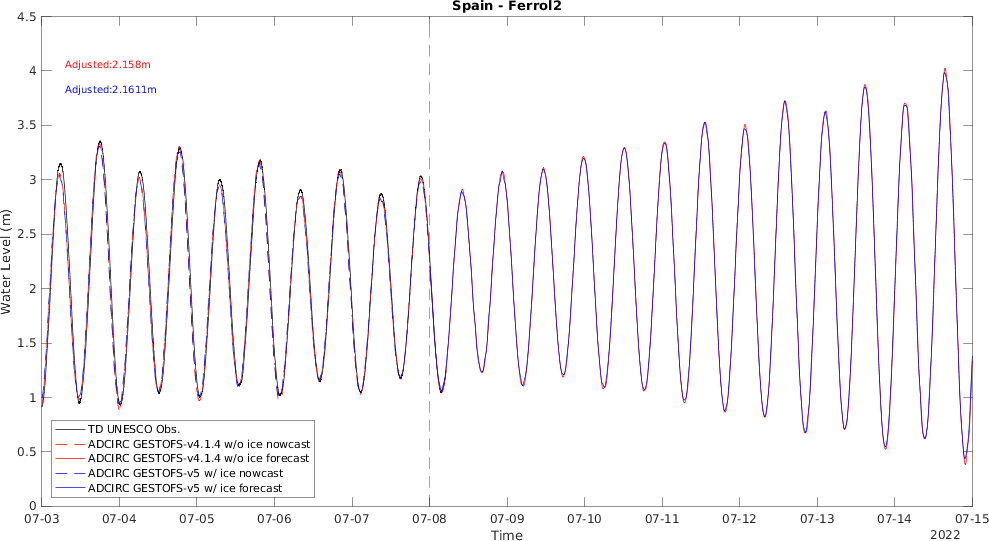 Spain - Ferrol2
4.5
4
3.5
3
2.5
2
1.5
1
0.5
0
Water Level (m)
Adjusted:2.158m
Adjusted:2.1611m
TD UNESCO Obs.
ADCIRC GESTOFS-v4.1.4 w/o ice nowcast
ADCIRC GESTOFS-v4.1.4 w/o ice forecast
ADCIRC GESTOFS-v5 w/ ice nowcast
ADCIRC GESTOFS-v5 w/ ice forecast
07-03 07-04 07-05 07-06 07-07 07-08 07-09 07-10 07-11 07-12 07-13 07-14 07-15
Time
2022